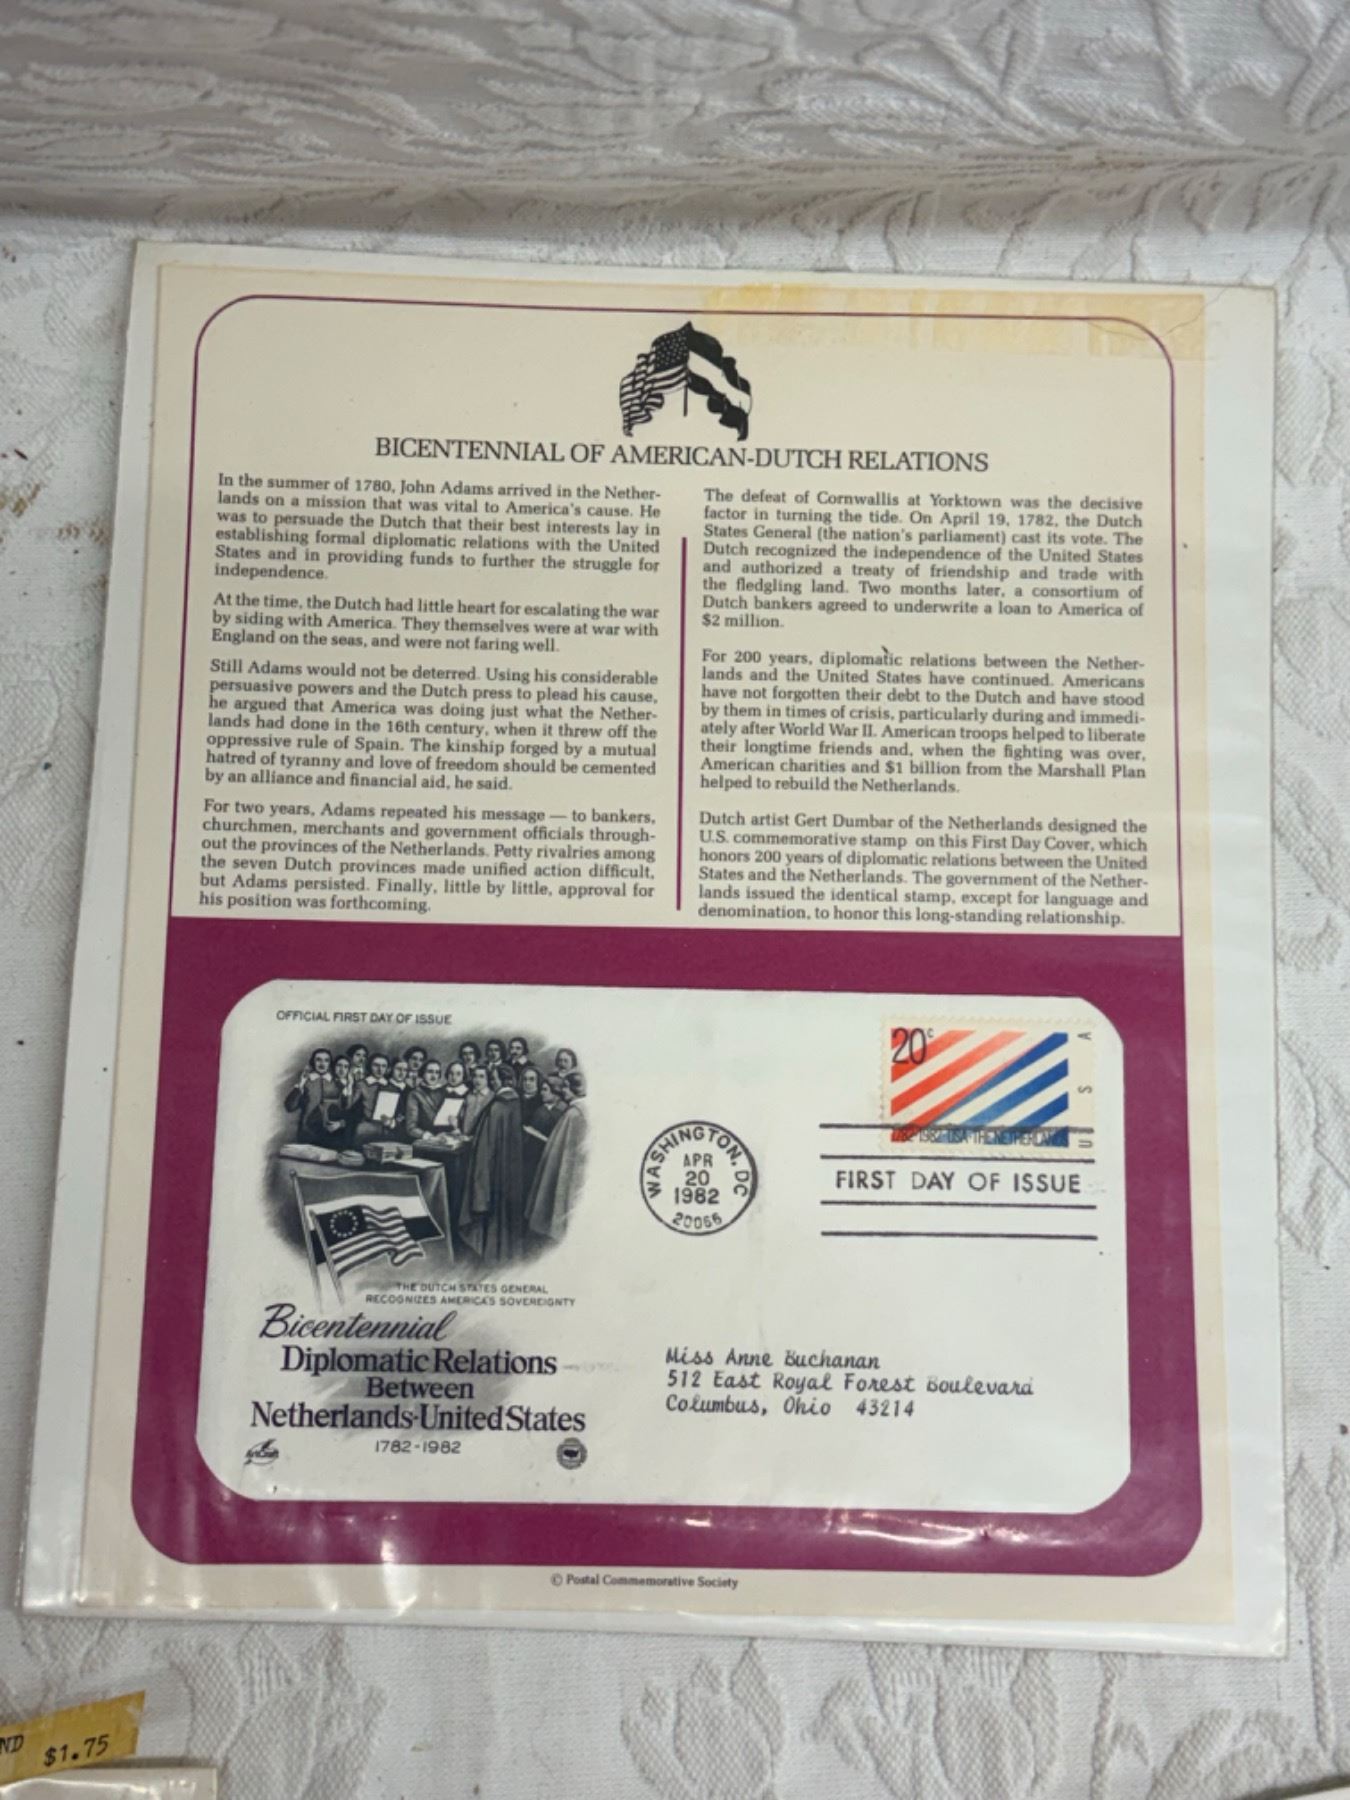 BICENTENNIAL OF AMERICAN-DUTCH RELATIONS
In the summer of 1780, John Adams arrived in the Nether-
lands on a mission that was vital to America's cause. He
was to persuade the Dutch that their best interests lay in
establishing formal diplomatic relations with the United
States and in providing funds to further the struggle for
independence.
At the time, the Dutch had little heart for escalating the war
by siding with America. They themselves were at war with
England on the seas, and were not faring well.
Still Adams would not be deterred. Using his considerable
persuasive powers and the Dutch press to plead his cause,
he argued that America was doing just what the Nether-
lands had done in the 16th century, when it threw off the
oppressive rule of Spain. The kinship forged by a mutual
hatred of tyranny and love of freedom should be cemented
by an alliance and financial aid, he said.
For two years, Adams repeated his message — to bankers,
churchmen, merchants and government officials through-
out the provinces of the Netherlands. Petty rivalries among
the seven Dutch provinces made unified action difficult,
but Adams persisted. Finally, little by little, approval for
his position was forthcoming.
The defeat of Cornwallis at Yorktown was the decisive
factor in turning the tide. On April 19, 1782, the Dutch
States General (the nation's parliament) cast its vote. The
Dutch recognized the independence of the United States
and authorized a treaty of friendship and trade with
the fledgling land. Two months later, a consortium of
Dutch bankers agreed to underwrite a loan to America of
$2 million.
For 200 years, diplomatic relations between the Nether-
lands and the United States have continued. Americans
have not forgotten their debt to the Dutch and have stood
by them in times of crisis, particularly during and immedi-
ately after World War II. American troops helped to liberate
their longtime friends and, when the fighting was over,
American charities and $1 billion from the Marshall Plan
helped to rebuild the Netherlands.
Dutch artist Gert Dumbar of the Netherlands designed the
U.S. commemorative stamp on this First Day Cover, which
honors 200 years of diplomatic relations between the United
States and the Netherlands. The government of the Nether-
lands issued the identical stamp, except for language and
denomination, to honor this long-standing relationship.
OFFICIAL FIRST DAY OF ISSUE
20c
USA
1782-1982 · USA · THE NETHERLANDS
WASHINGTON, DC
APR
20
1982
20066
FIRST DAY OF ISSUE
THE DUTCH STATES GENERAL
RECOGNIZES AMERICA'S SOVEREIGNTY
Bicentennial
Diplomatic Relations
Between
Netherlands-United States
1782-1982
ArtCraft
Miss Anne Buchanan
512 East Royal Forest Boulevard
Columbus, Ohio 43214
© Postal Commemorative Society
ND $1.75